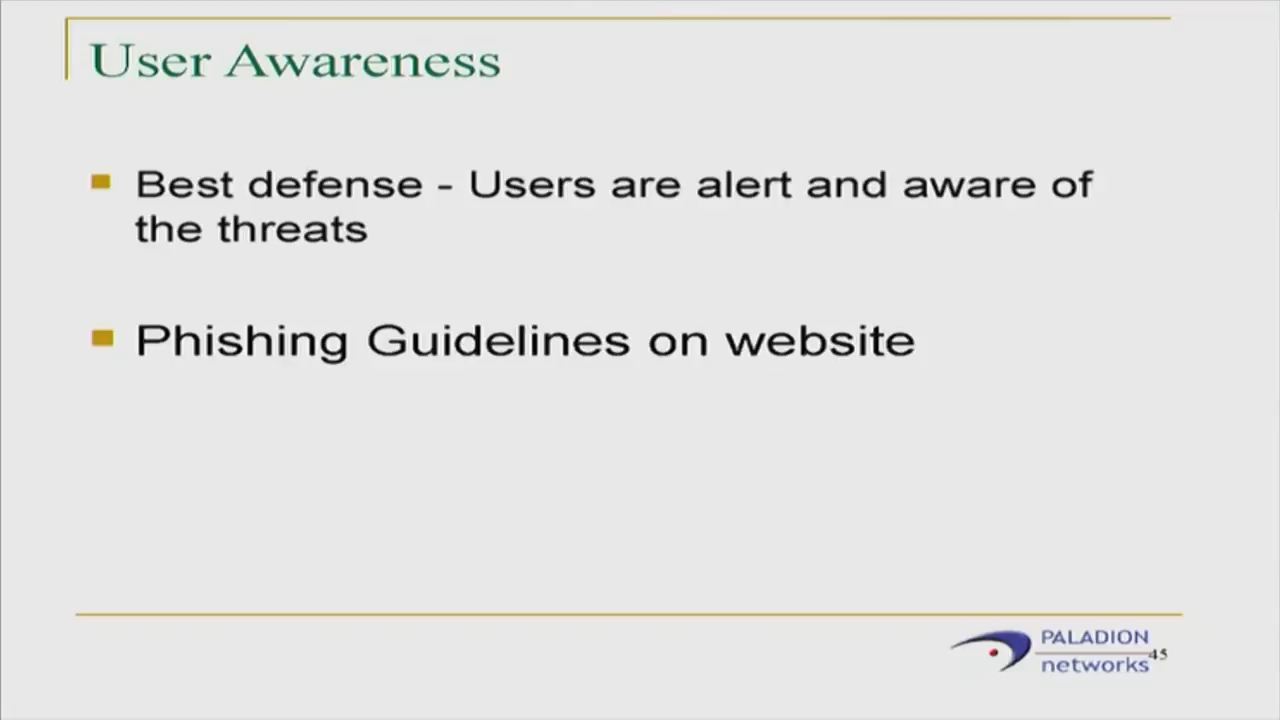 User Awareness
Best defense - Users are alert and aware of
the threats
Phishing Guidelines on website
PALADION
networks
45